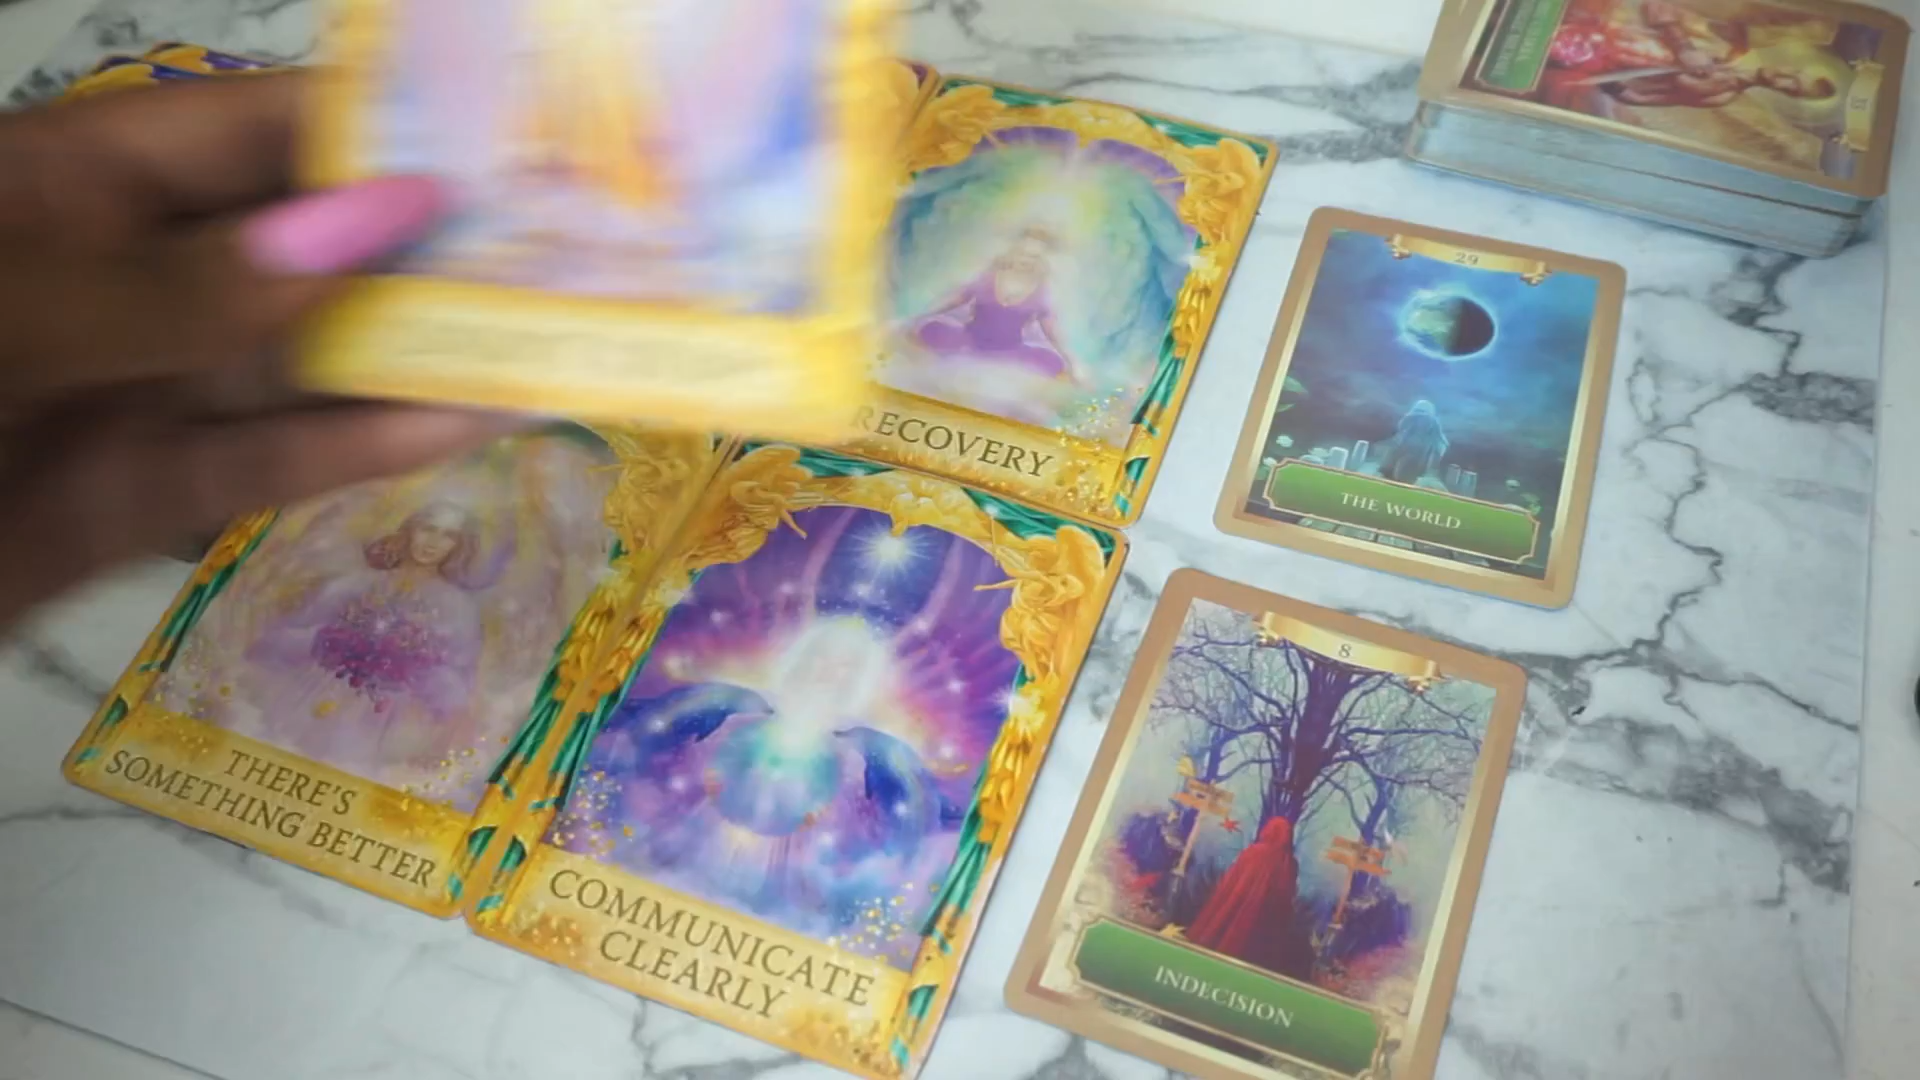 RECOVERY
29
THE WORLD
THERE'S
SOMETHING BETTER
COMMUNICATE
CLEARLY
8
INDECISION